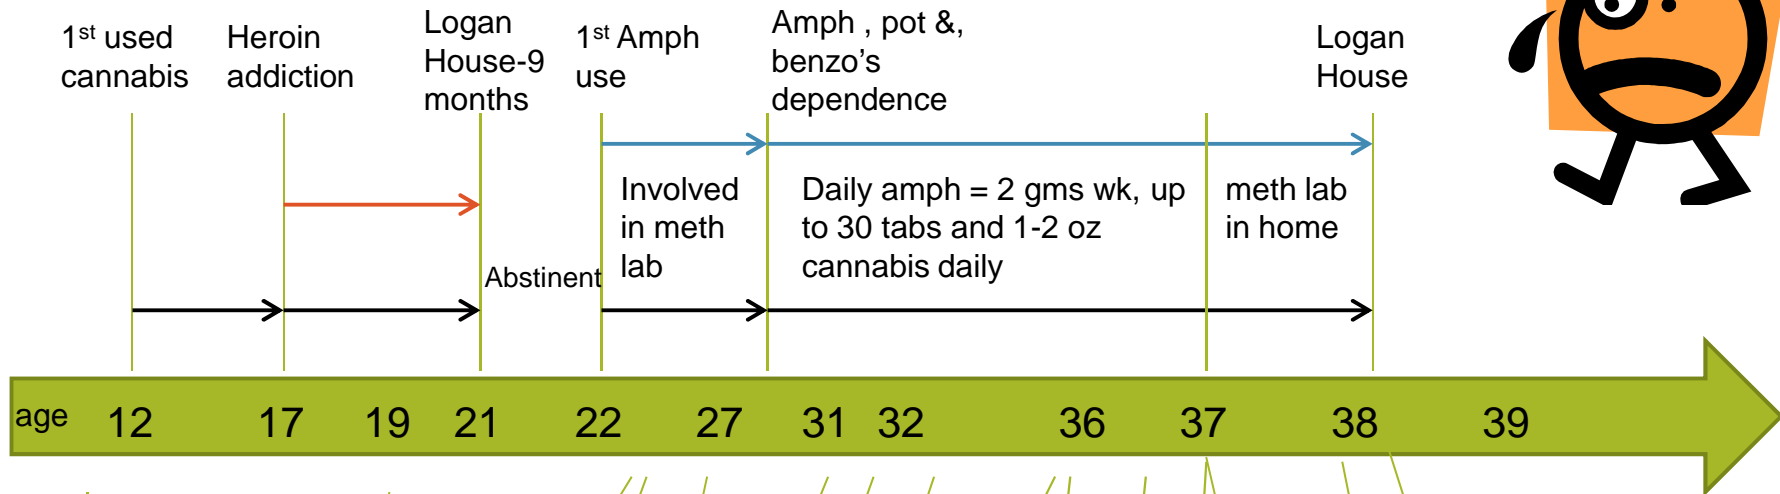 1st used
cannabis
Heroin
addiction
Logan
House-9
months
1st Amph
use
Amph , pot &,
benzo’s
dependence
Logan
House
Involved
in meth
lab
Daily amph = 2 gms wk, up
to 30 tabs and 1-2 oz
cannabis daily
meth lab
in home
Abstinent
age 12 17 19 21 22 27 31 32 36 37 38 39